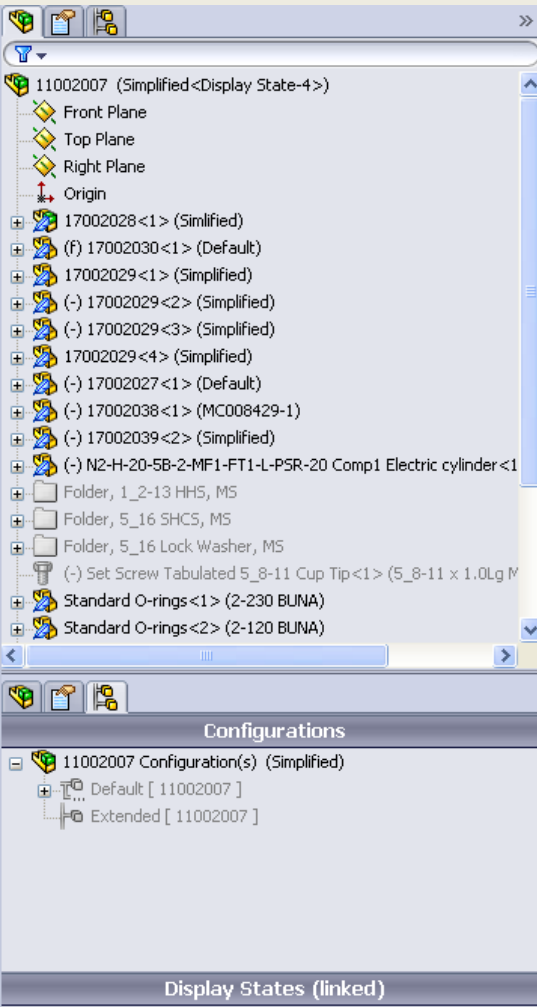 11002007 (Simplified<Display State-4>)
Front Plane
Top Plane
Right Plane
Origin
17002028<1> (Simlified)
(f) 17002030<1> (Default)
17002029<1> (Simplified)
(-) 17002029<2> (Simplified)
(-) 17002029<3> (Simplified)
17002029<4> (Simplified)
(-) 17002027<1> (Default)
(-) 17002038<1> (MC008429-1)
(-) 17002039<2> (Simplified)
(-) N2-H-20-5B-2-MF1-FT1-L-PSR-20 Comp1 Electric cylinder<1
Folder, 1_2-13 HHS, MS
Folder, 5_16 SHCS, MS
Folder, 5_16 Lock Washer, MS
(-) Set Screw Tabulated 5_8-11 Cup Tip<1> (5_8-11 x 1.0Lg M
Standard O-rings<1> (2-230 BUNA)
Standard O-rings<2> (2-120 BUNA)
Configurations
11002007 Configuration(s) (Simplified)
Default [ 11002007 ]
Extended [ 11002007 ]
Display States (linked)